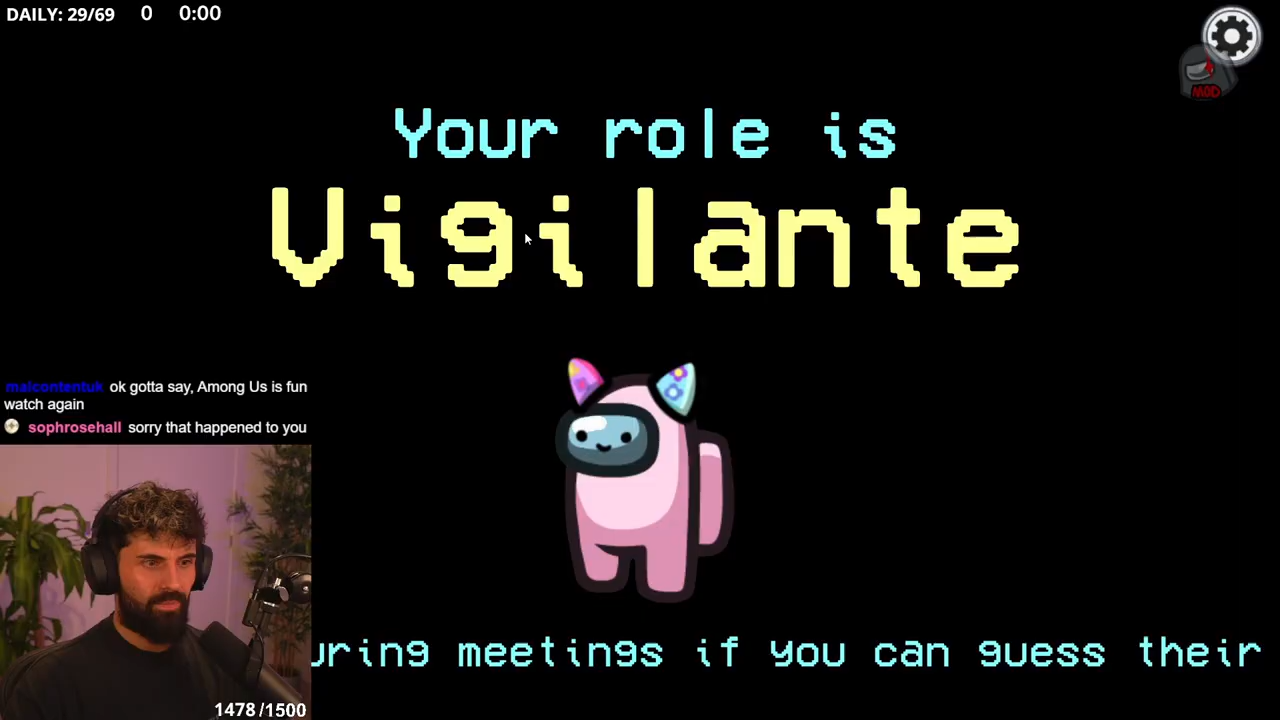 DAILY: 29/69 0 0:00
MOD
Your role is
Vigilante
malcontentuk ok gotta say, Among Us is fun
watch again
sophrosehall sorry that happened to you
uring meetings if you can guess their
1478/1500